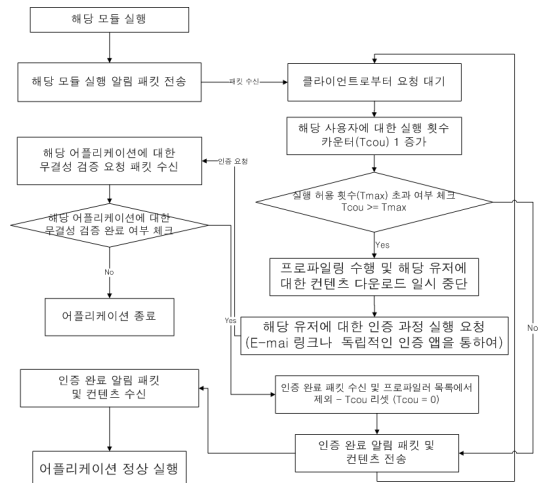 해당 모듈 실행
해당 모듈 실행 알림 패킷 전송
패킷 수신
클라이언트로부터 요청 대기
해당 사용자에 대한 실행 횟수
카운터(Tcou) 1 증가
해당 어플리케이션에 대한
무결성 검증 요청 패킷 수신
인증 요청
실행 허용 횟수(Tmax) 초과 여부 체크
Tcou >= Tmax
해당 어플리케이션에 대한
무결성 검증 완료 여부 체크
Yes
No
프로파일링 수행 및 해당 유저에
대한 컨텐츠 다운로드 일시 중단
어플리케이션 종료
Yes
해당 유저에 대한 인증 과정 실행 요청
(E-mai 링크나 독립적인 인증 앱을 통하여)
No
인증 완료 알림 패킷
및 컨텐츠 수신
인증 완료 패킷 수신 및 프로파일러 목록에서
제외 - Tcou 리셋 (Tcou = 0)
인증 완료 알림 패킷 및
컨텐츠 전송
어플리케이션 정상 실행